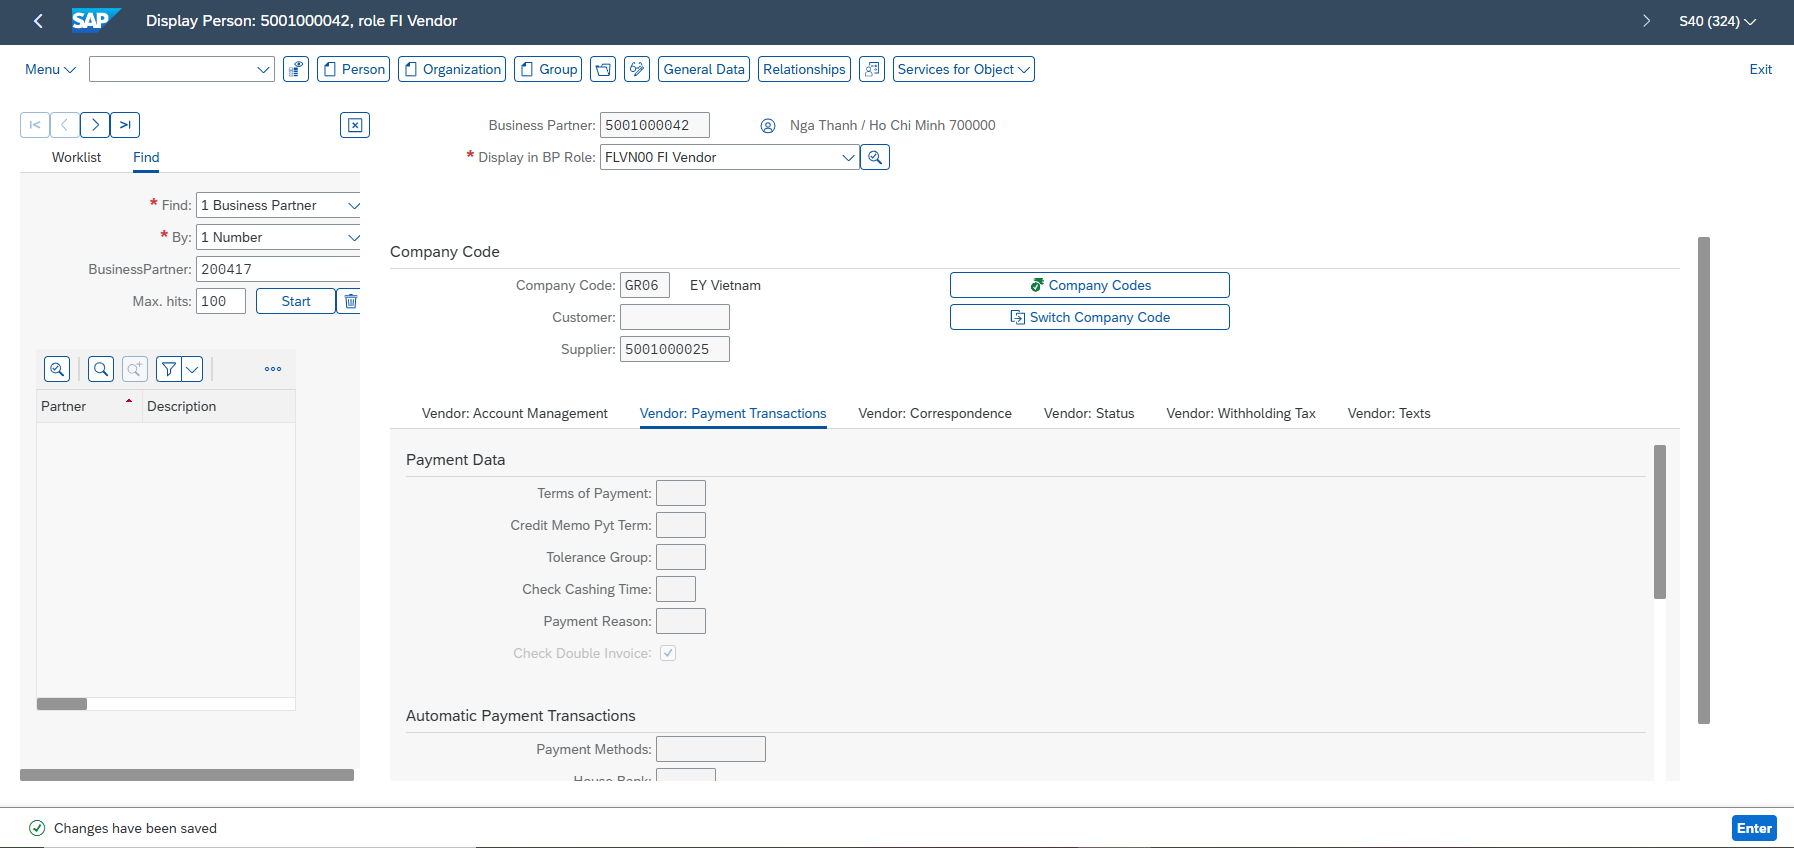 SAP Display Person: 5001000042, role FI Vendor S40 (324)
Menu Person Organization Group General Data Relationships Services for Object Exit
Business Partner: 5001000042 Nga Thanh / Ho Chi Minh 700000
* Display in BP Role: FLVN00 FI Vendor
Worklist Find
* Find: 1 Business Partner
* By: 1 Number
BusinessPartner: 200417
Max. hits: 100 Start
Partner Description
Company Code
Company Code: GR06 EY Vietnam Company Codes
Customer: Switch Company Code
Supplier: 5001000025
Vendor: Account Management Vendor: Payment Transactions Vendor: Correspondence Vendor: Status Vendor: Withholding Tax Vendor: Texts
Payment Data
Terms of Payment:
Credit Memo Pyt Term:
Tolerance Group:
Check Cashing Time:
Payment Reason:
Check Double Invoice:
Automatic Payment Transactions
Payment Methods:
House Bank:
Changes have been saved Enter